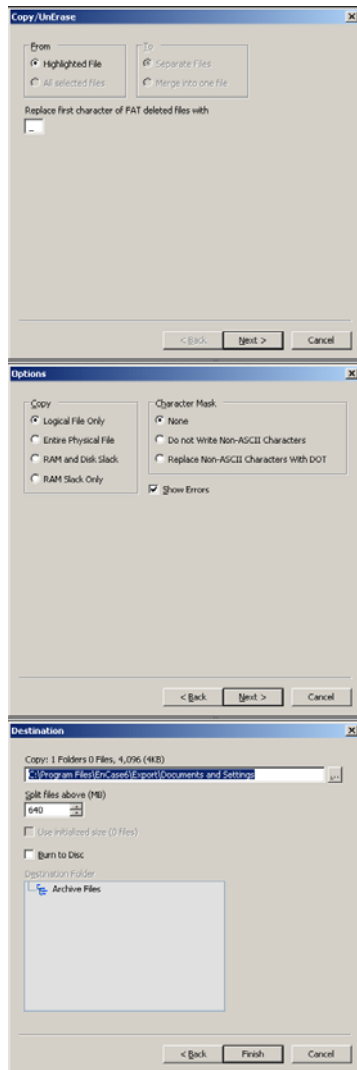 Copy/UnErase
From
To
Highlighted File
Separate Files
All selected files
Merge into one file
Replace first character of FAT deleted files with
_
< Back
Next >
Cancel
Options
Copy
Character Mask
Logical File Only
None
Entire Physical File
Do not Write Non-ASCII Characters
RAM and Disk Slack
Replace Non-ASCII Characters With DOT
RAM Slack Only
Show Errors
< Back
Next >
Cancel
Destination
Copy: 1 Folders 0 Files, 4,096 (4KB)
C:\Program Files\EnCase6\Export\Documents and Settings
...
Split files above (MB)
640
Use initialized size (0 files)
Burn to Disc
Destination Folder
Archive Files
< Back
Finish
Cancel